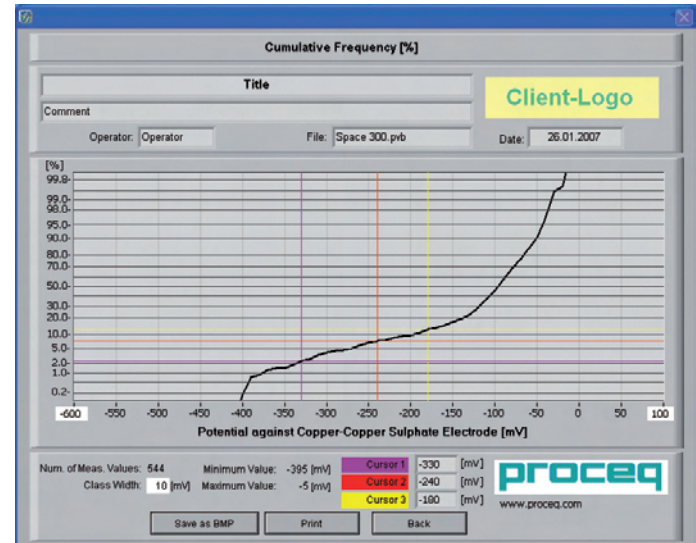 Cumulative Frequency [%]
Title
Client-Logo
Comment
Operator: Operator File: Space 300.pvb Date: 26.01.2007
[%]
99.8
99.0
98.0
95.0
90.0
80.0
70.0
50.0
30.0
20.0
10.0
5.0
2.0
1.0
0.2
-600 -550 -500 -450 -400 -350 -300 -250 -200 -150 -100 -50 0 50 100
Potential against Copper-Copper Sulphate Electrode [mV]
Num. of Meas. Values: 544 Minimum Value: -395 [mV] Cursor 1 -330 [mV]
Class Width: 10 [mV] Maximum Value: -5 [mV] Cursor 2 -240 [mV]
Cursor 3 -180 [mV]
proceq
www.proceq.com
Save as BMP Print Back